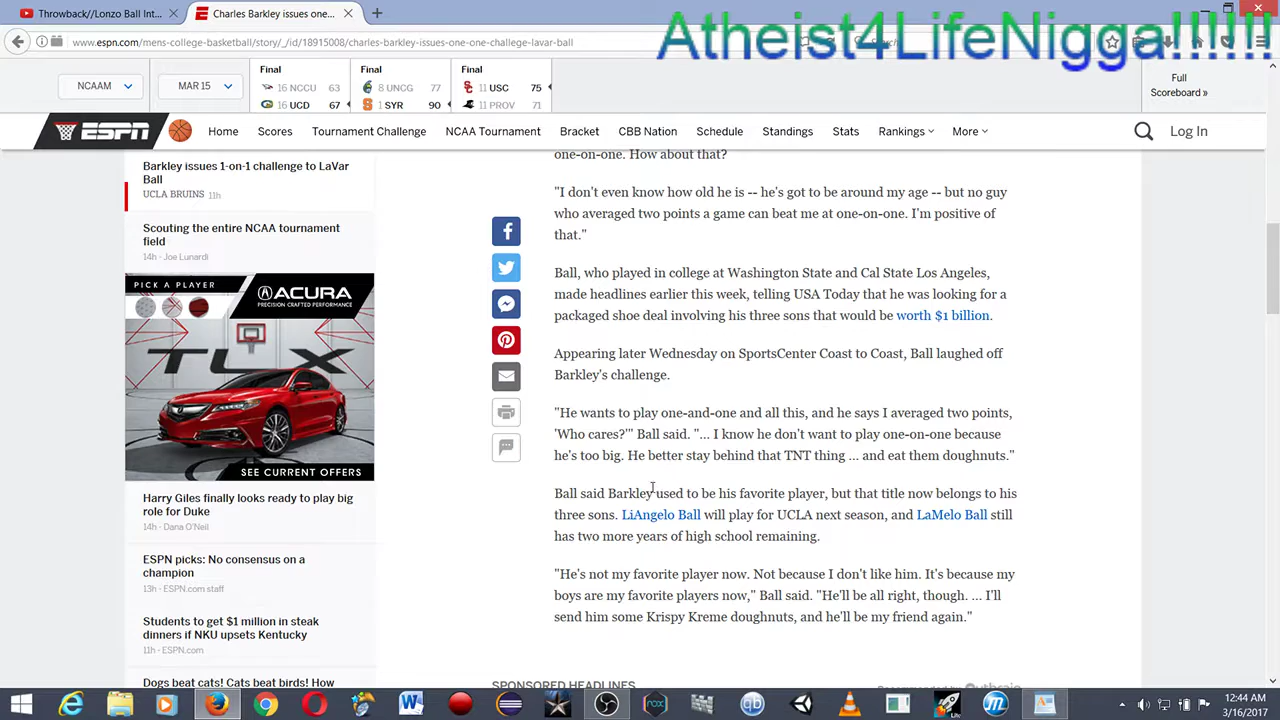 Throwback//Lonzo Ball Int...
Charles Barkley issues one...
www.espn.com/mens-college-basketball/story/_/id/18915008/charles-barkley-issues-one-one-challege-lavar-ball
Search
Atheist4LifeNigga!!!!!!!
NCAAM
MAR 15
Final
16 NCCU 63
16 UCD 67
Final
8 UNCG 77
1 SYR 90
Final
11 USC 75
11 PROV 71
Full
Scoreboard »
ESPN
Home
Scores
Tournament Challenge
NCAA Tournament
Bracket
CBB Nation
Schedule
Standings
Stats
Rankings
More
Log In
Barkley issues 1-on-1 challenge to LaVar
Ball
UCLA BRUINS 11h
Scouting the entire NCAA tournament
field
14h - Joe Lunardi
PICK A PLAYER
ACURA
PRECISION CRAFTED PERFORMANCE
TLX
SEE CURRENT OFFERS
Harry Giles finally looks ready to play big
role for Duke
14h - Dana O'Neil
ESPN picks: No consensus on a
champion
13h - ESPN.com staff
Students to get $1 million in steak
dinners if NKU upsets Kentucky
11h - ESPN.com
Dogs beat cats! Cats beat birds! How
one-on-one. How about that?
"I don't even know how old he is -- he's got to be around my age -- but no guy
who averaged two points a game can beat me at one-on-one. I'm positive of
that."
Ball, who played in college at Washington State and Cal State Los Angeles,
made headlines earlier this week, telling USA Today that he was looking for a
packaged shoe deal involving his three sons that would be worth $1 billion.
Appearing later Wednesday on SportsCenter Coast to Coast, Ball laughed off
Barkley's challenge.
"He wants to play one-and-one and all this, and he says I averaged two points,
'Who cares?'" Ball said. "... I know he don't want to play one-on-one because
he's too big. He better stay behind that TNT thing ... and eat them doughnuts."
Ball said Barkley used to be his favorite player, but that title now belongs to his
three sons. LiAngelo Ball will play for UCLA next season, and LaMelo Ball still
has two more years of high school remaining.
"He's not my favorite player now. Not because I don't like him. It's because my
boys are my favorite players now," Ball said. "He'll be all right, though. ... I'll
send him some Krispy Kreme doughnuts, and he'll be my friend again."
SPONSORED HEADLINES
12:44 AM
3/16/2017